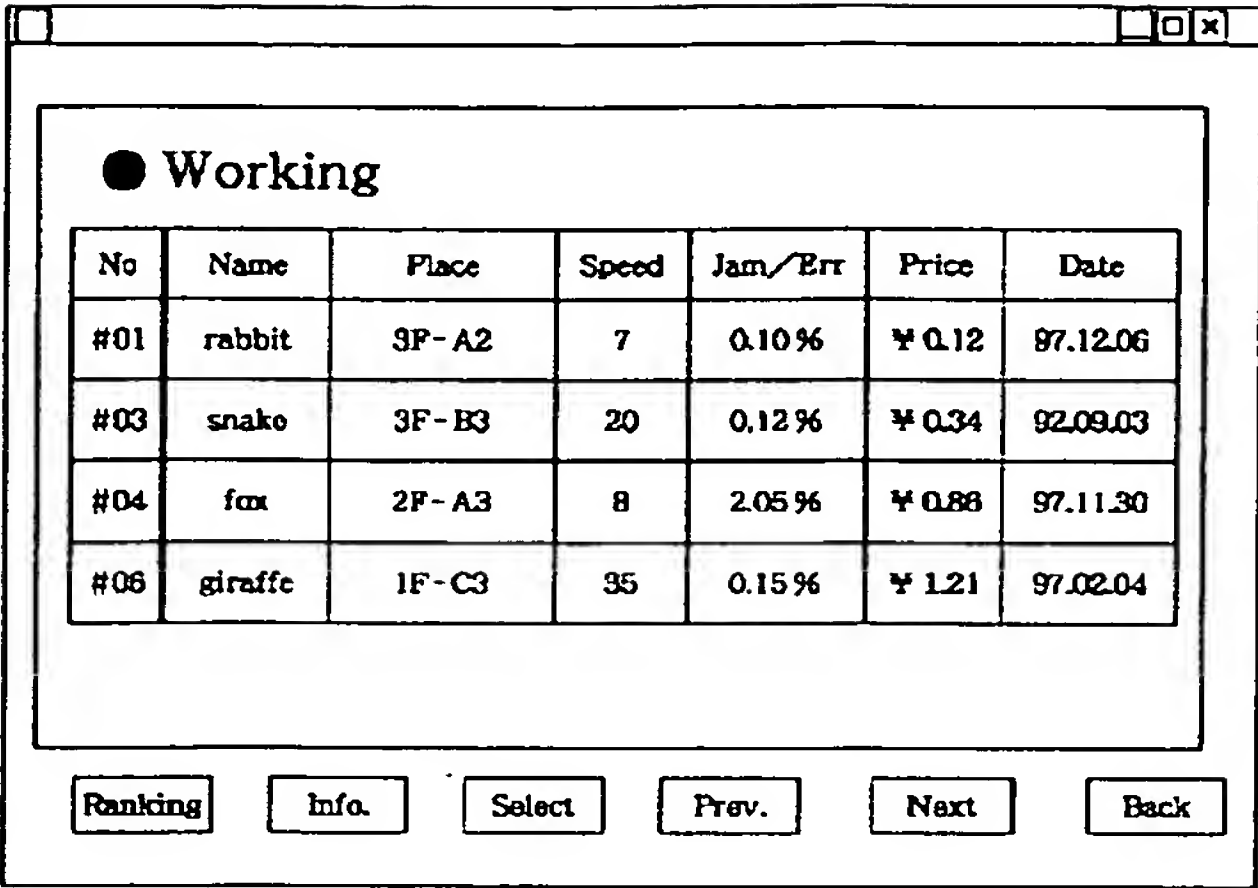 ● Working
No Name Place Speed Jam/Err Price Date
#01 rabbit 3F-A2 7 0.10% ¥0.12 97.12.06
#03 snake 3F-B3 20 0.12% ¥0.34 92.09.03
#04 fox 2F-A3 8 2.05% ¥0.88 97.11.30
#06 giraffe 1F-C3 35 0.15% ¥1.21 97.02.04
Ranking Info. Select Prev. Next Back